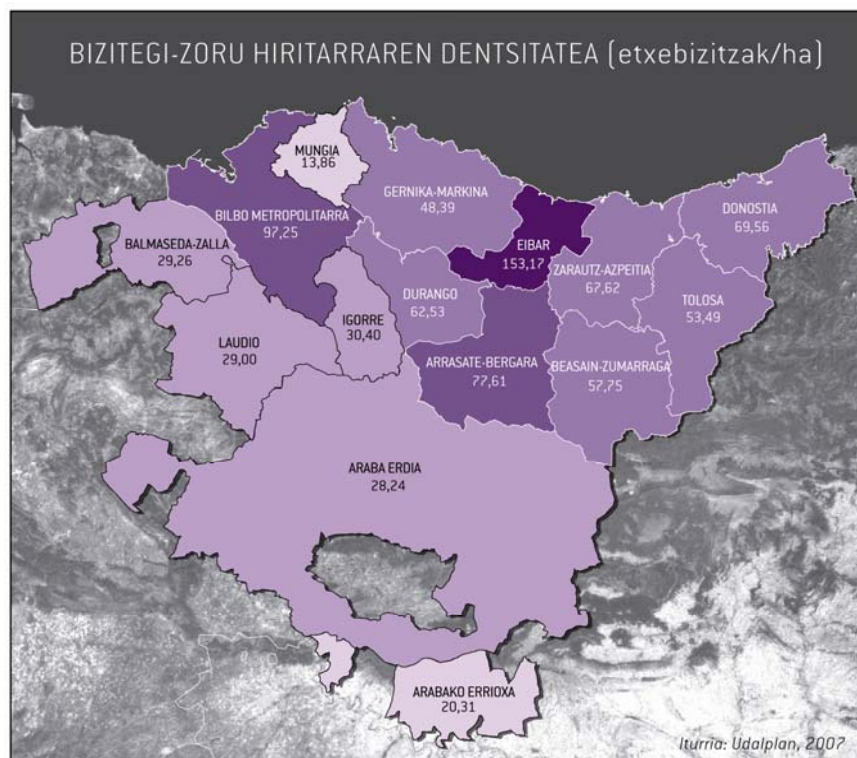 BIZITEGI-ZORU HIRITARRAREN DENTSITATEA (etxebizitzak/ha)
MUNGIA
13,86
GERNIKA-MARKINA
48,39
DONOSTIA
69,56
BILBO METROPOLITARRA
97,25
EIBAR
153,17
BALMASEDA-ZALLA
29,26
ZARAUTZ-AZPEITIA
67,62
DURANGO
62,53
TOLOSA
53,49
IGORRE
30,40
LAUDIO
29,00
ARRASATE-BERGARA
77,61
BEASAIN-ZUMARRAGA
57,75
ARABA ERDIA
28,24
ARABAKO ERRIOXA
20,31
Iturria: Udalplan, 2007